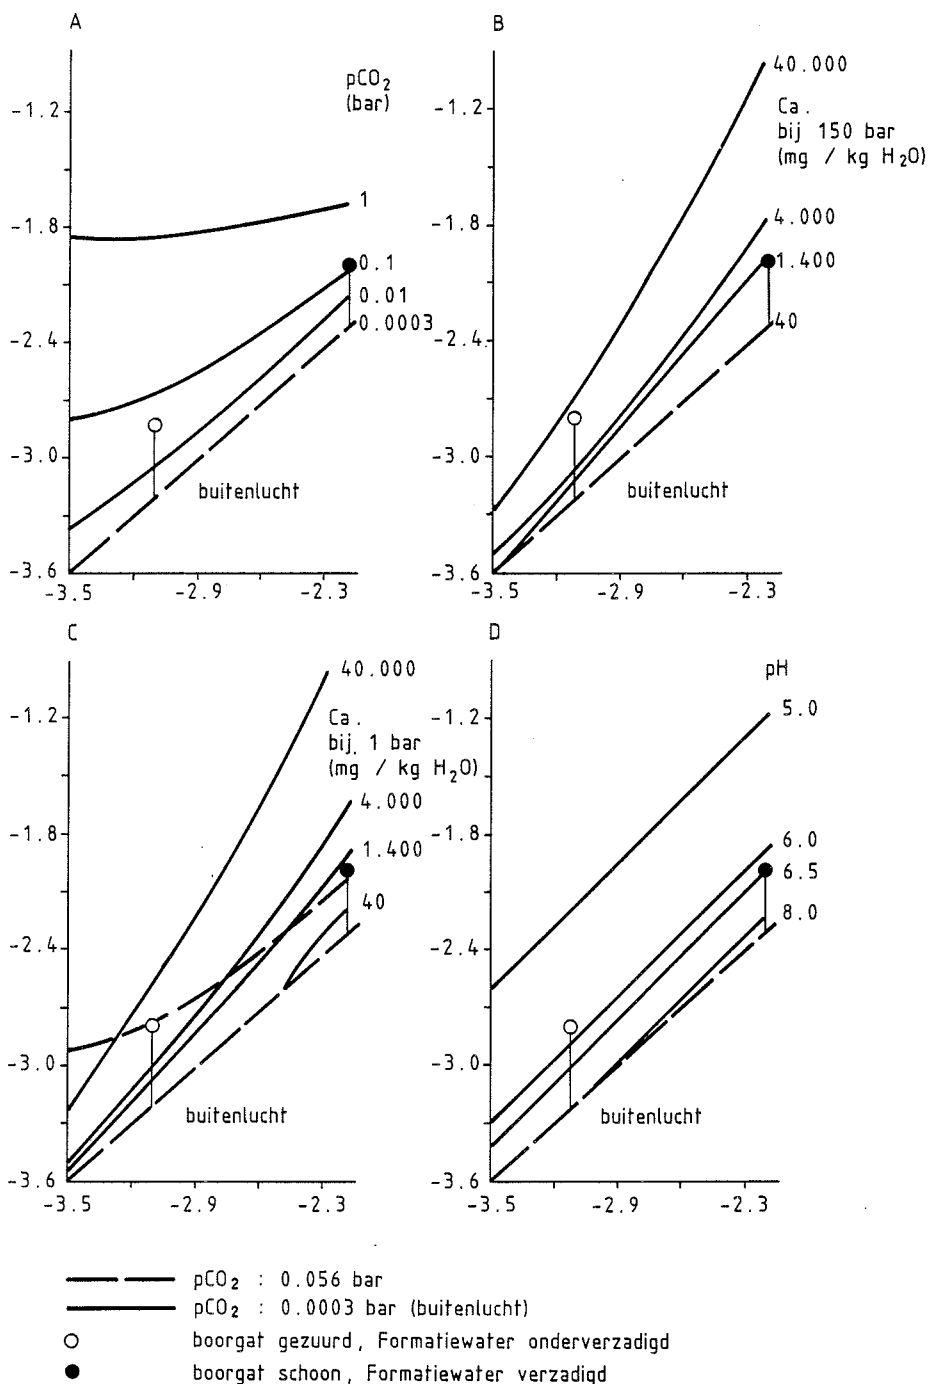 A
pCO₂
(bar)
-1.2
1
-1.8
0.1
0.01
0.0003
-2.4
-3.0
buitenlucht
-3.6
-3.5
-2.9
-2.3
B
40.000
-1.2
Ca.
bij 150 bar
(mg / kg H₂O)
-1.8
4.000
1.400
40
-2.4
-3.0
buitenlucht
-3.6
-3.5
-2.9
-2.3
C
40.000
-1.2
Ca.
bij. 1 bar
(mg / kg H₂O)
4.000
-1.8
1.400
40
-2.4
-3.0
buitenlucht
-3.6
-3.5
-2.9
-2.3
D
pH
5.0
-1.2
-1.8
6.0
6.5
8.0
-2.4
-3.0
buitenlucht
-3.6
-3.5
-2.9
-2.3
pCO₂ : 0.056 bar
pCO₂ : 0.0003 bar (buitenlucht)
boorgat gezuurd, Formatiewater onderverzadigd
boorgat schoon, Formatiewater verzadigd